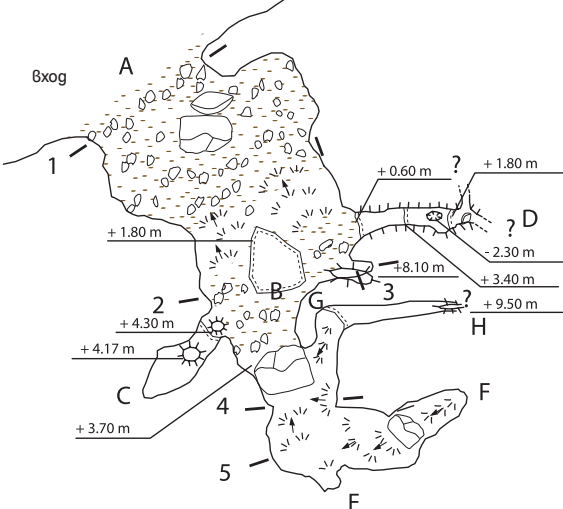 A
вход
1
?
+ 0.60 m
+ 1.80 m
? D
- 2.30 m
+ 1.80 m
+8.10 m
+ 3.40 m
B
G
3
2
?
+ 9.50 m
H
+ 4.30 m
+ 4.17 m
C
4
F
+ 3.70 m
5
F